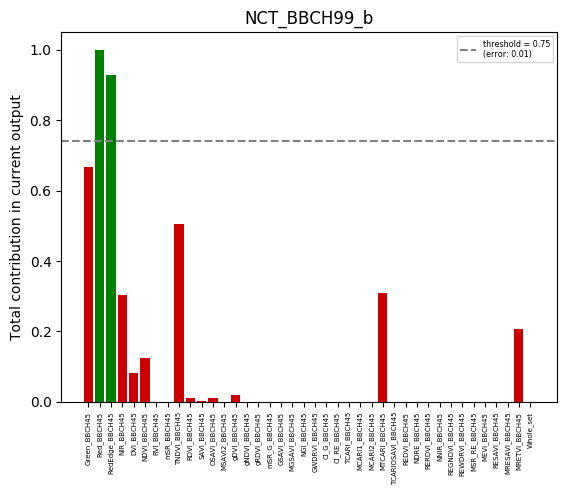 NCT_BBCH99_b
threshold = 0.75
(error: 0.01)
Total contribution in current output
1.0
0.8
0.6
0.4
0.2
0.0
Green_BBCH45
Red_BBCH45
RedEdge_BBCH45
NIR_BBCH45
DVI_BBCH45
NDVI_BBCH45
RVI_BBCH45
mSR_BBCH45
TNDVI_BBCH45
RDVI_BBCH45
SAVI_BBCH45
OSAVI_BBCH45
MSAVI2_BBCH45
gDVI_BBCH45
gNDVI_BBCH45
gRDVI_BBCH45
mSR_G_BBCH45
GSAVI_BBCH45
MGSAVI_BBCH45
NGI_BBCH45
GWDRVI_BBCH45
CI_G_BBCH45
CI_RE_BBCH45
TCARI_BBCH45
MCARI1_BBCH45
MCARI2_BBCH45
MTCARI_BBCH45
TCARIOSAVI_BBCH45
REDVI_BBCH45
NDRE_BBCH45
RERDVI_BBCH45
NNIR_BBCH45
REGNDVI_BBCH45
REWDRVI_BBCH45
MSR_RE_BBCH45
MEVI_BBCH45
RESAVI_BBCH45
MRESAVI_BBCH45
MRETVI_BBCH45
Whole_set